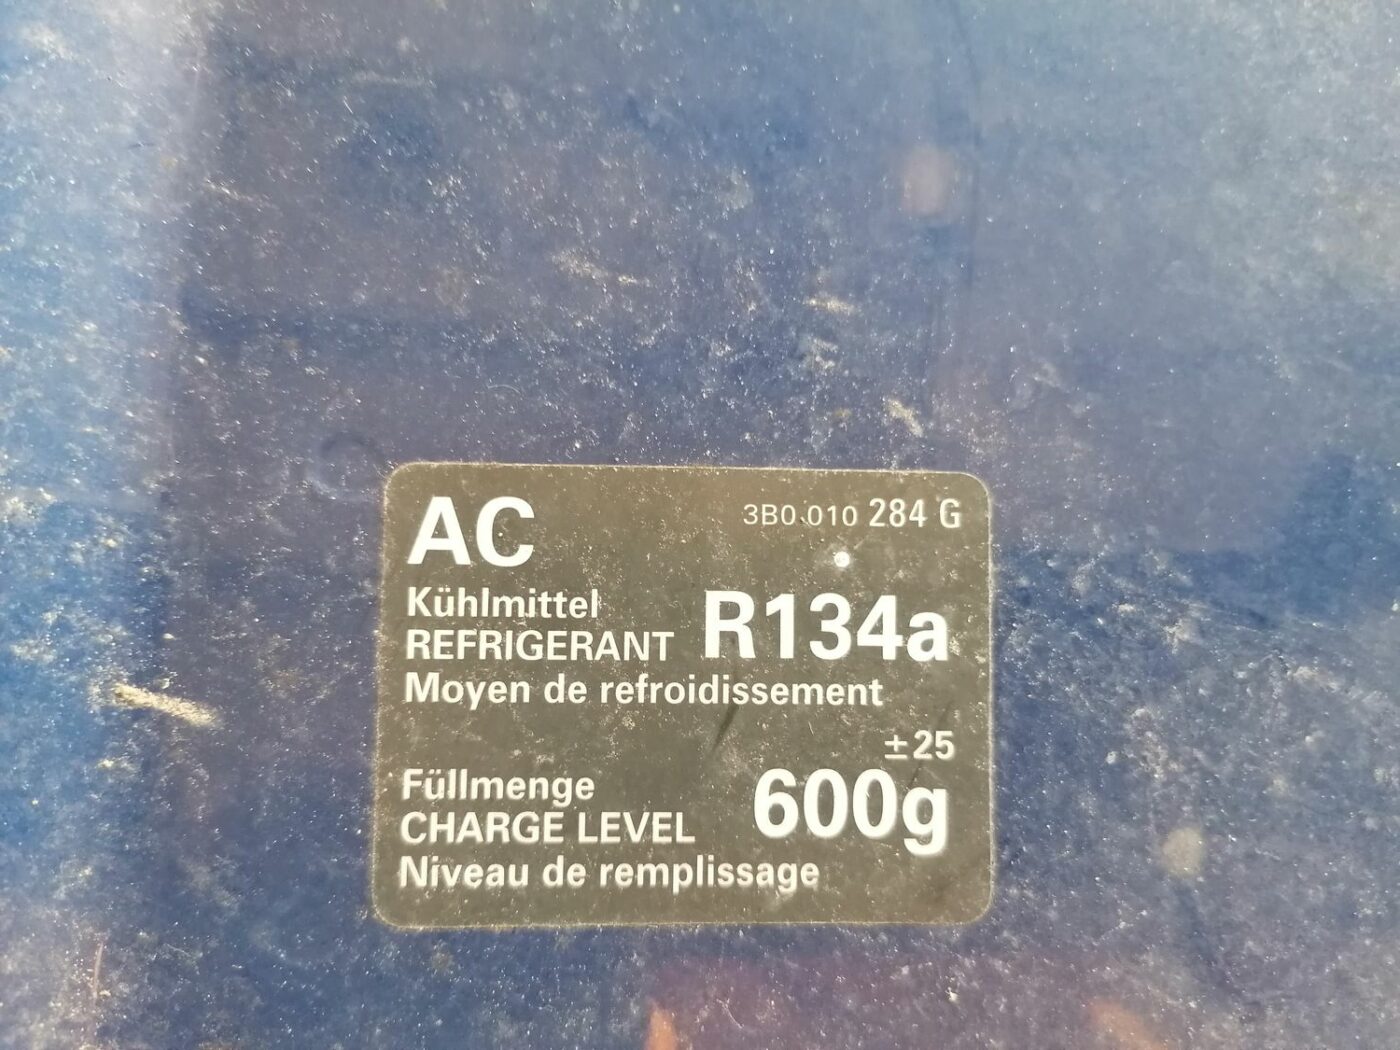 AC 3B0.010 284 G
Kühlmittel
REFRIGERANT R134a
Moyen de refroidissement
±25
Füllmenge
CHARGE LEVEL 600g
Niveau de remplissage